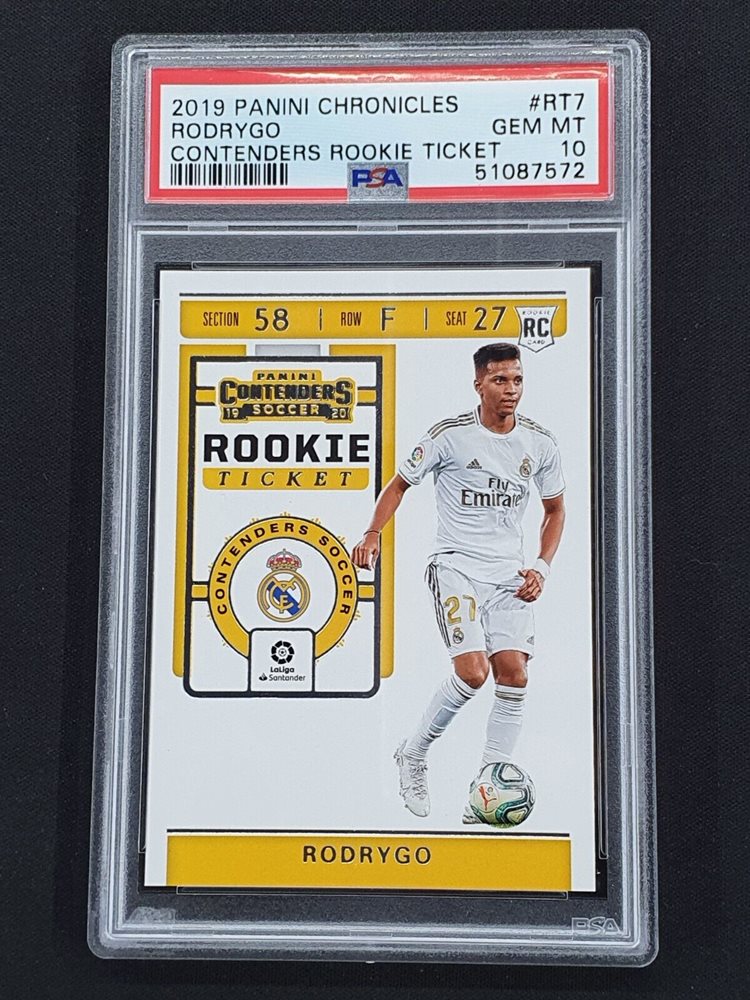 2019 PANINI CHRONICLES #RT7
RODRYGO GEM MT
CONTENDERS ROOKIE TICKET 10
PSA 51087572
SECTION 58 | ROW F | SEAT 27
ROOKIE
RC
CARD
PANINI
CONTENDERS
19 SOCCER 20
ROOKIE
TICKET
CONTENDERS SOCCER
LaLiga
Santander
adidas
Fly
Emirates
27
RODRYGO
PSA